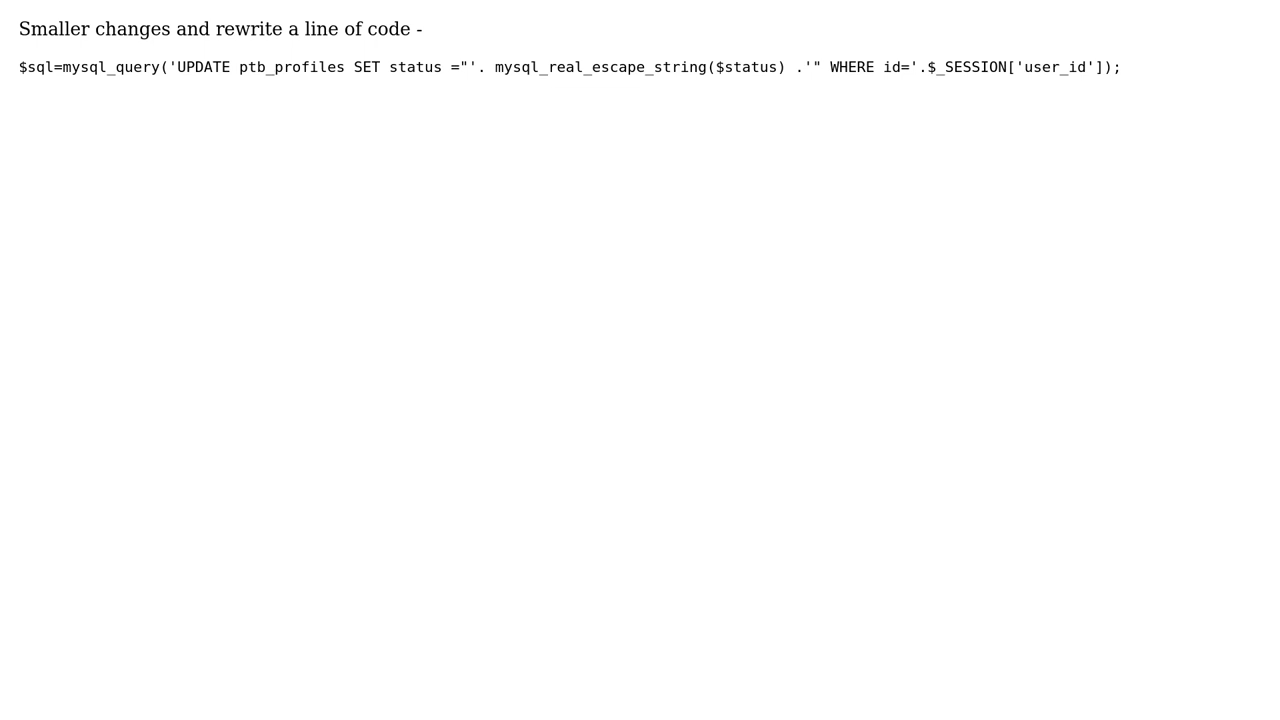 Smaller changes and rewrite a line of code -
$sql=mysql_query('UPDATE ptb_profiles SET status ="'. mysql_real_escape_string($status) .'" WHERE id='.$_SESSION['user_id']);